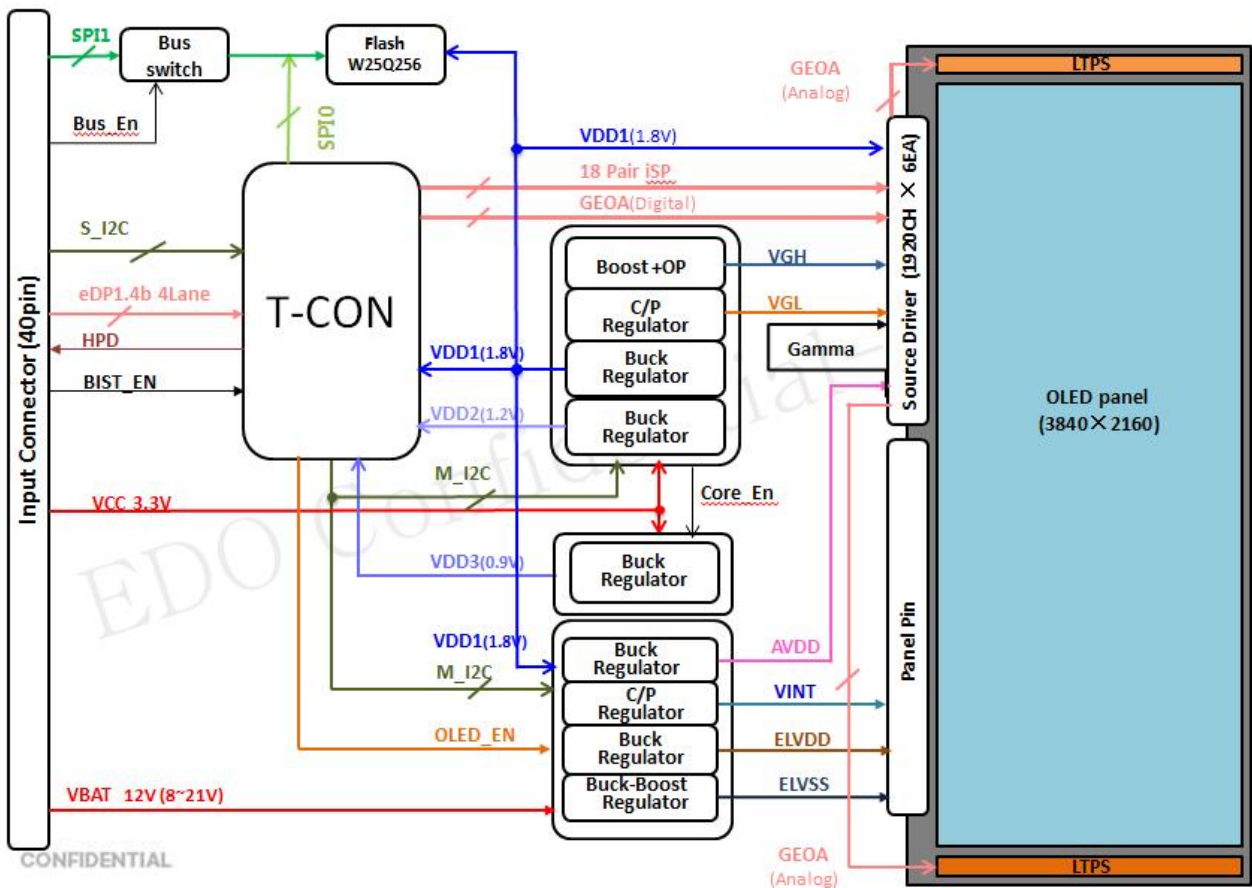 SPI1
Bus
switch
Flash
W25Q256
GEOA
(Analog)
LTPS
Bus_En
SPI0
VDD1(1.8V)
18 Pair iSP
GEOA(Digital)
S_I2C
T-CON
eDP1.4b 4Lane
HPD
BIST_EN
Input Connector (40pin)
Boost +OP
VGH
C/P
Regulator
VGL
VDD1(1.8V)
Buck
Regulator
Gamma
VDD2(1.2V)
Buck
Regulator
Source Driver (1920CH × 6EA)
OLED panel
(3840×2160)
M_I2C
Core_En
VCC 3.3V
VDD3(0.9V)
Buck
Regulator
Panel Pin
VDD1(1.8V)
Buck
Regulator
AVDD
M_I2C
C/P
Regulator
VINT
OLED_EN
Buck
Regulator
ELVDD
VBAT 12V (8~21V)
Buck-Boost
Regulator
ELVSS
GEOA
(Analog)
LTPS
EDO Confidential-
CONFIDENTIAL